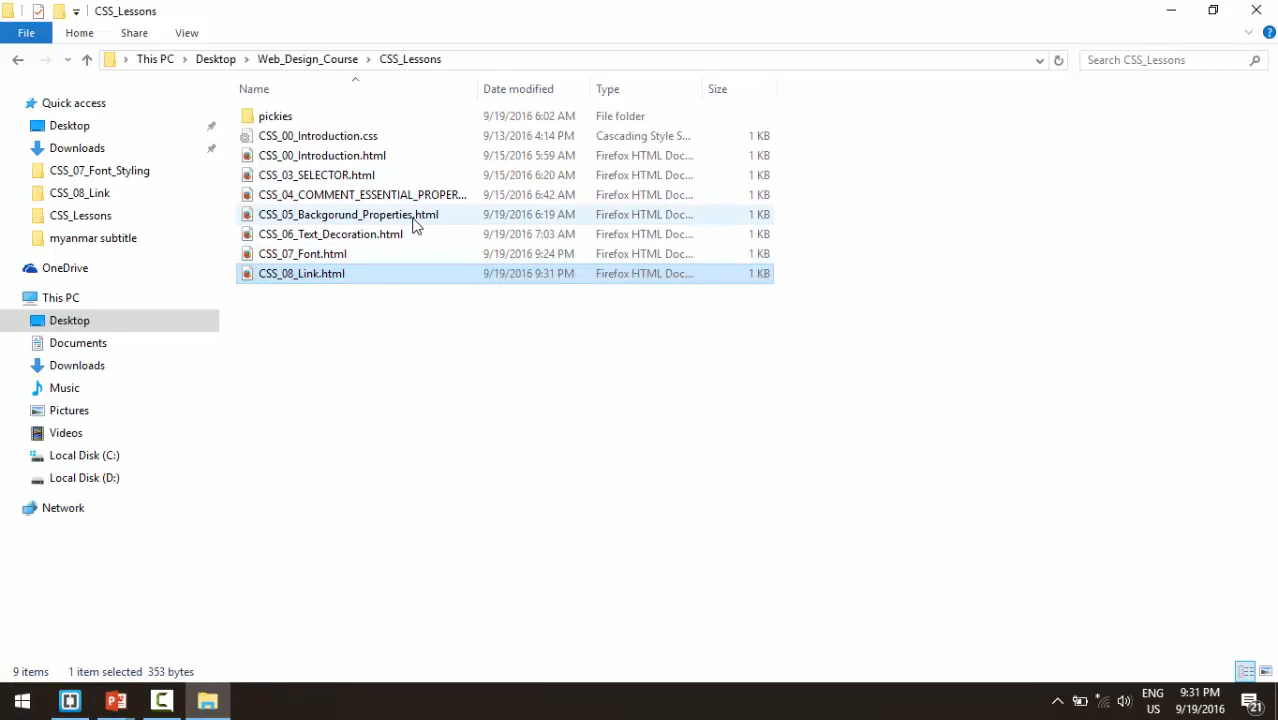 CSS_Lessons
File Home Share View
This PC Desktop Web_Design_Course CSS_Lessons Search CSS_Lessons
Name Date modified Type Size
Quick access
Desktop
Downloads
CSS_07_Font_Styling
CSS_08_Link
CSS_Lessons
myanmar subtitle
OneDrive
This PC
Desktop
Documents
Downloads
Music
Pictures
Videos
Local Disk (C:)
Local Disk (D:)
Network
pickies 9/19/2016 6:02 AM File folder
CSS_00_Introduction.css 9/13/2016 4:14 PM Cascading Style S... 1 KB
CSS_00_Introduction.html 9/15/2016 5:59 AM Firefox HTML Doc... 1 KB
CSS_03_SELECTOR.html 9/15/2016 6:20 AM Firefox HTML Doc... 1 KB
CSS_04_COMMENT_ESSENTIAL_PROPER... 9/15/2016 6:42 AM Firefox HTML Doc... 1 KB
CSS_05_Backgorund_Properties.html 9/19/2016 6:19 AM Firefox HTML Doc... 1 KB
CSS_06_Text_Decoration.html 9/19/2016 7:03 AM Firefox HTML Doc... 1 KB
CSS_07_Font.html 9/19/2016 9:24 PM Firefox HTML Doc... 1 KB
CSS_08_Link.html 9/19/2016 9:31 PM Firefox HTML Doc... 1 KB
9 items 1 item selected 353 bytes
ENG 9:31 PM
US 9/19/2016 21